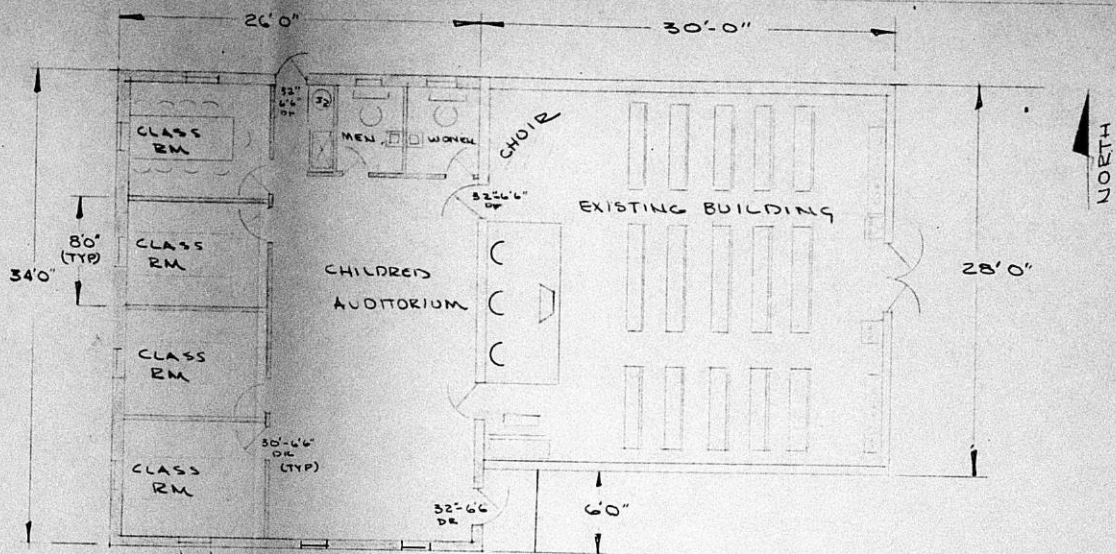 26'0"
30'-0"
32"
6'6"
DR
32
CLASS
RM
MEN
WOMEN
CHOIR
NORTH
32"-6'6"
DR
EXISTING BUILDING
8'0"
(TYP)
34'0"
CLASS
RM
CHILDRED
AUDITORIUM
28'0"
CLASS
RM
30"-6'6"
DR
(TYP)
CLASS
RM
32"-6'6
DR
6'0"